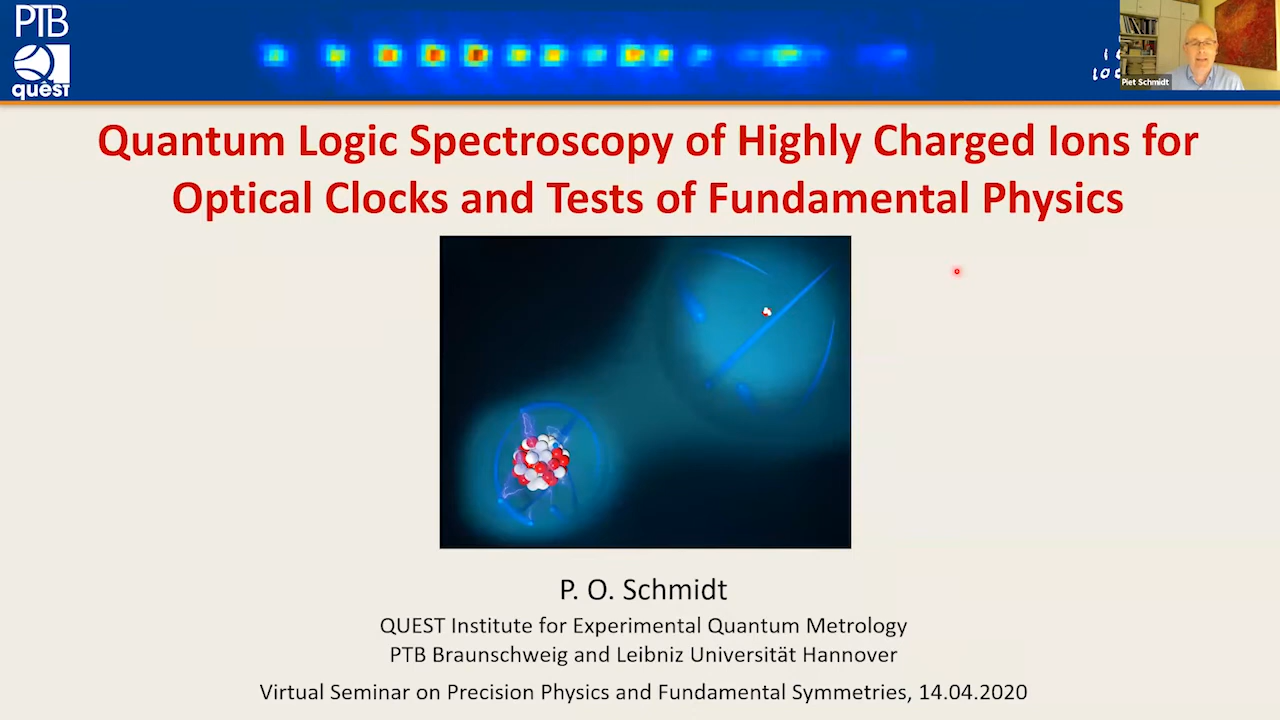 PTB
quest
Piet Schmidt
Quantum Logic Spectroscopy of Highly Charged Ions for
Optical Clocks and Tests of Fundamental Physics
P. O. Schmidt
QUEST Institute for Experimental Quantum Metrology
PTB Braunschweig and Leibniz Universität Hannover
Virtual Seminar on Precision Physics and Fundamental Symmetries, 14.04.2020